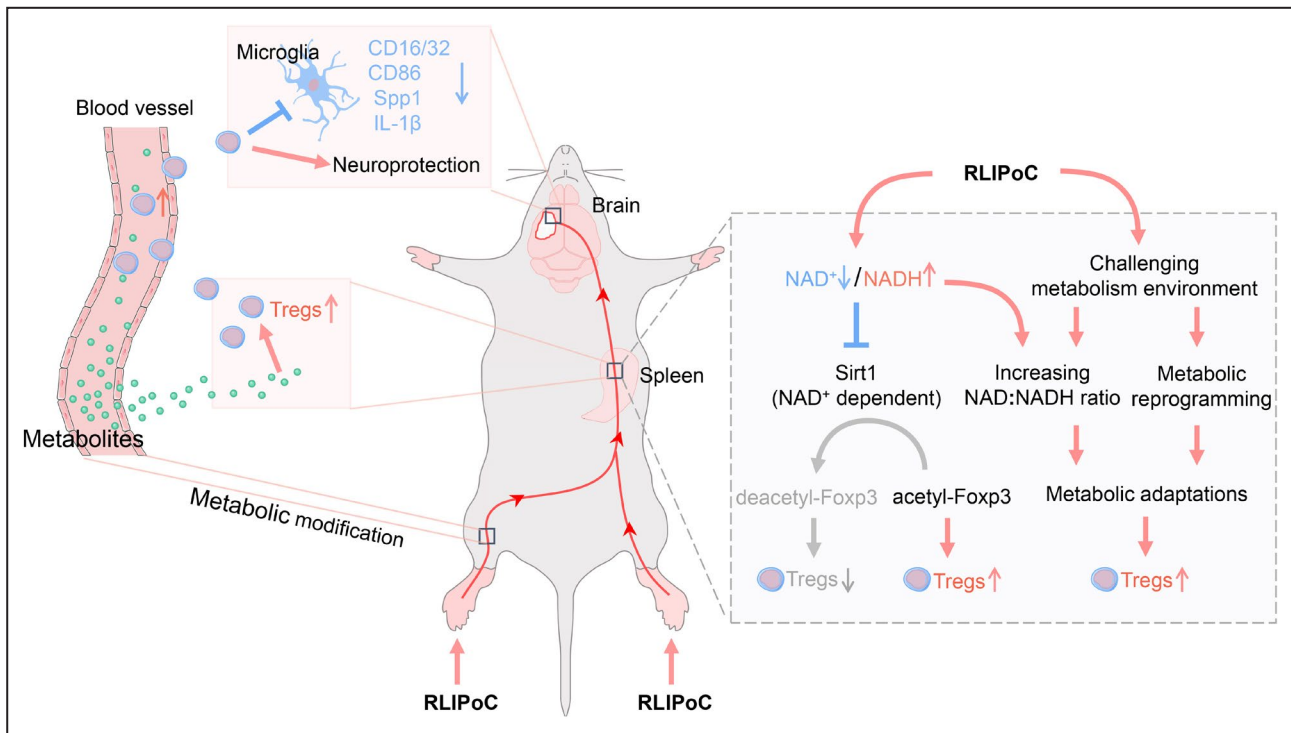 Microglia
CD16/32
CD86
Spp1
IL-1β
Neuroprotection
Blood vessel
Tregs
Metabolites
Metabolic modification
Brain
Spleen
RLIPoC
RLIPoC
RLIPoC
NAD⁺↓/NADH↑
Challenging
metabolism environment
Sirt1
(NAD⁺ dependent)
Increasing
NAD:NADH ratio
Metabolic
reprogramming
deacetyl-Foxp3
acetyl-Foxp3
Metabolic adaptations
Tregs↓
Tregs↑
Tregs↑